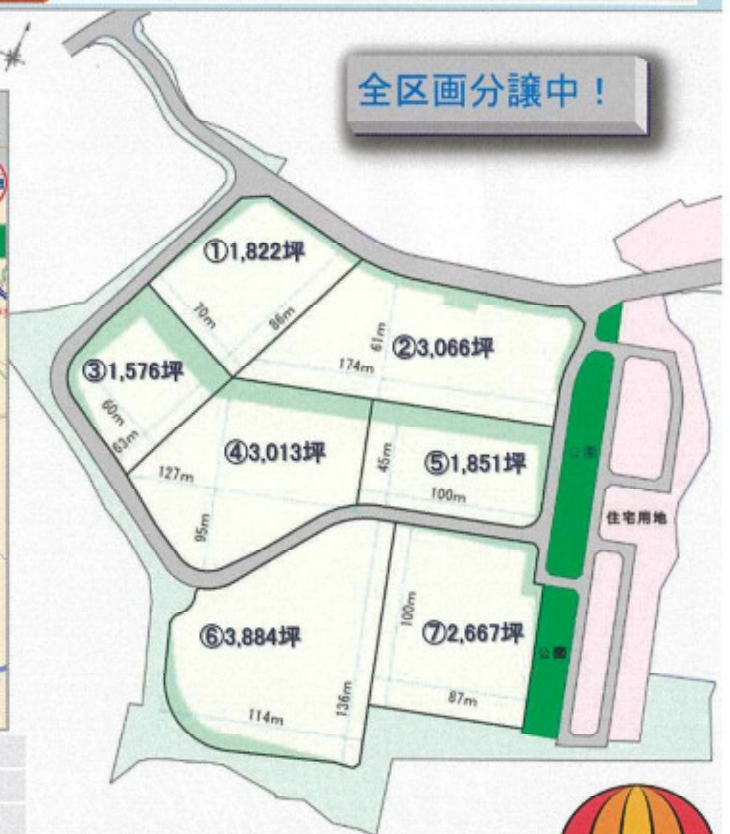 全区画分譲中！
①1,822坪
70m
86m
②3,066坪
61m
174m
③1,576坪
60m
63m
④3,013坪
127m
95m
⑤1,851坪
45m
100m
公園
住宅用地
⑥3,884坪
114m
136m
⑦2,667坪
100m
87m
公園